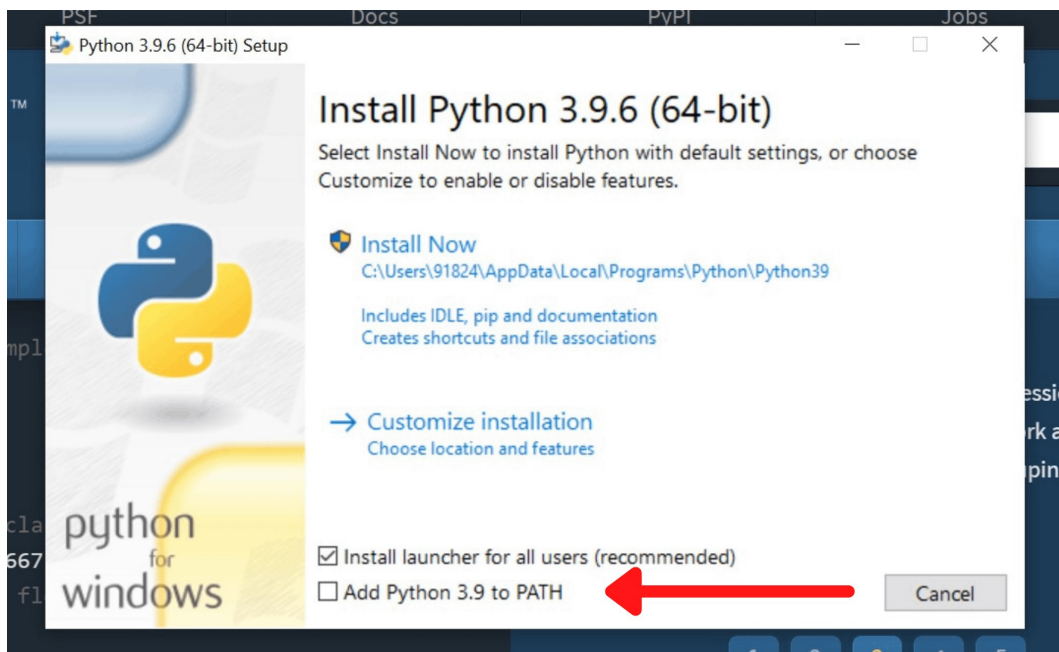 PSF Docs PyPI Jobs
Python 3.9.6 (64-bit) Setup
TM
Install Python 3.9.6 (64-bit)
Select Install Now to install Python with default settings, or choose
Customize to enable or disable features.
Install Now
C:\Users\91824\AppData\Local\Programs\Python\Python39
Includes IDLE, pip and documentation
Creates shortcuts and file associations
Customize installation
Choose location and features
python
for
windows
Install launcher for all users (recommended)
Add Python 3.9 to PATH
Cancel
667